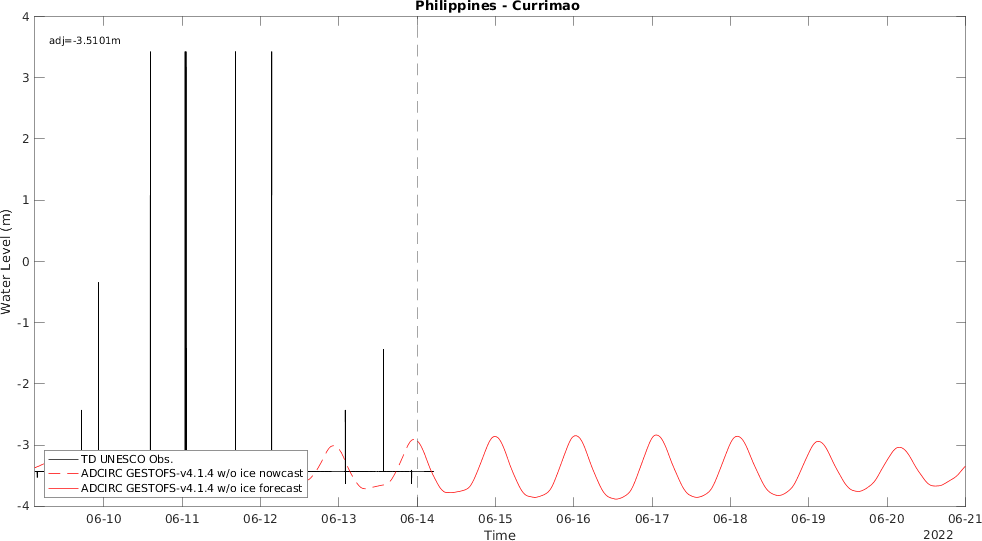 Philippines - Currimao
adj=-3.5101m
4
3
2
1
0
-1
-2
-3
-4
Water Level (m)
TD UNESCO Obs.
ADCIRC GESTOFS-v4.1.4 w/o ice nowcast
ADCIRC GESTOFS-v4.1.4 w/o ice forecast
06-10 06-11 06-12 06-13 06-14 06-15 06-16 06-17 06-18 06-19 06-20 06-21
Time
2022